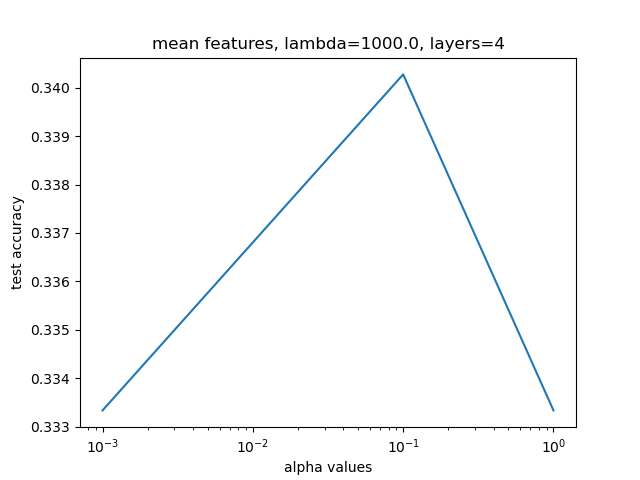 mean features, lambda=1000.0, layers=4
0.340
0.339
0.338
0.337
0.336
0.335
0.334
0.333
test accuracy
10⁻³ 10⁻² 10⁻¹ 10⁰
alpha values